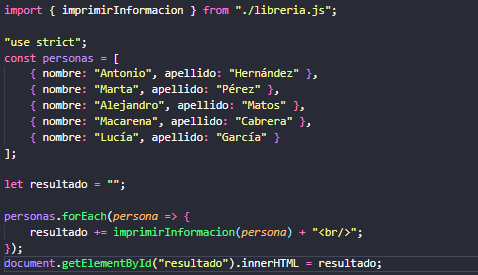 import { imprimirInformacion } from "./libreria.js";
"use strict";
const personas = [
{ nombre: "Antonio", apellido: "Hernández" },
{ nombre: "Marta", apellido: "Pérez" },
{ nombre: "Alejandro", apellido: "Matos" },
{ nombre: "Macarena", apellido: "Cabrera" },
{ nombre: "Lucía", apellido: "García" }
];
let resultado = "";
personas.forEach(persona => {
resultado += imprimirInformacion(persona) + "<br/>";
});
document.getElementById("resultado").innerHTML = resultado;